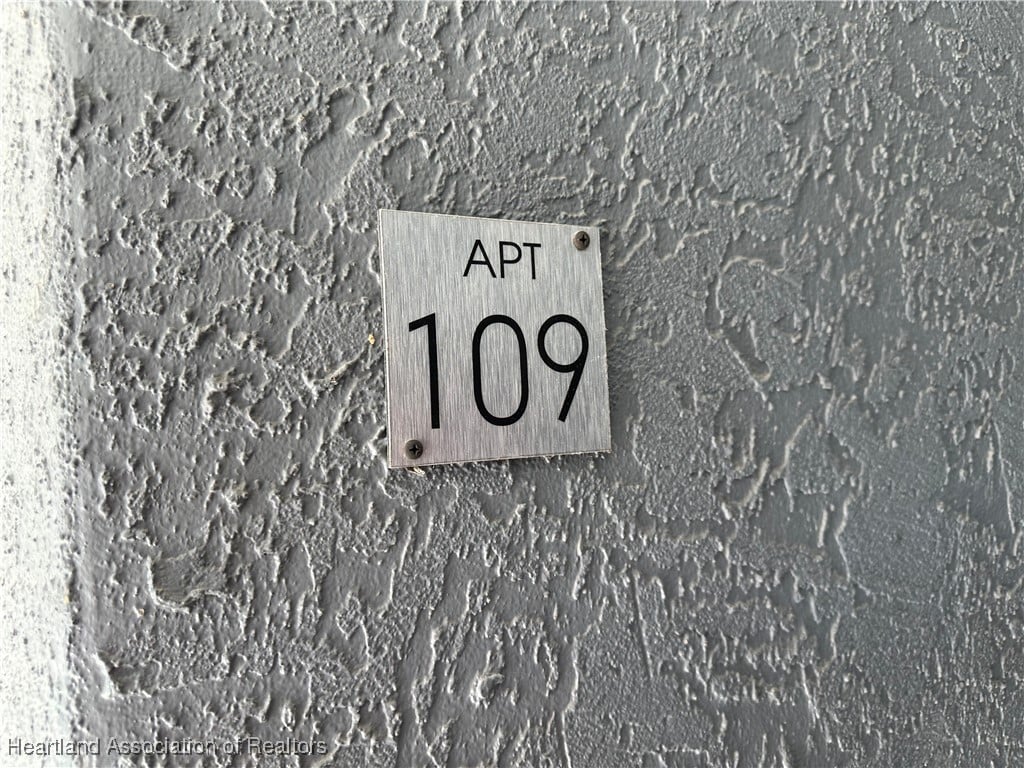 APT
109
Heartland Association of Realtors